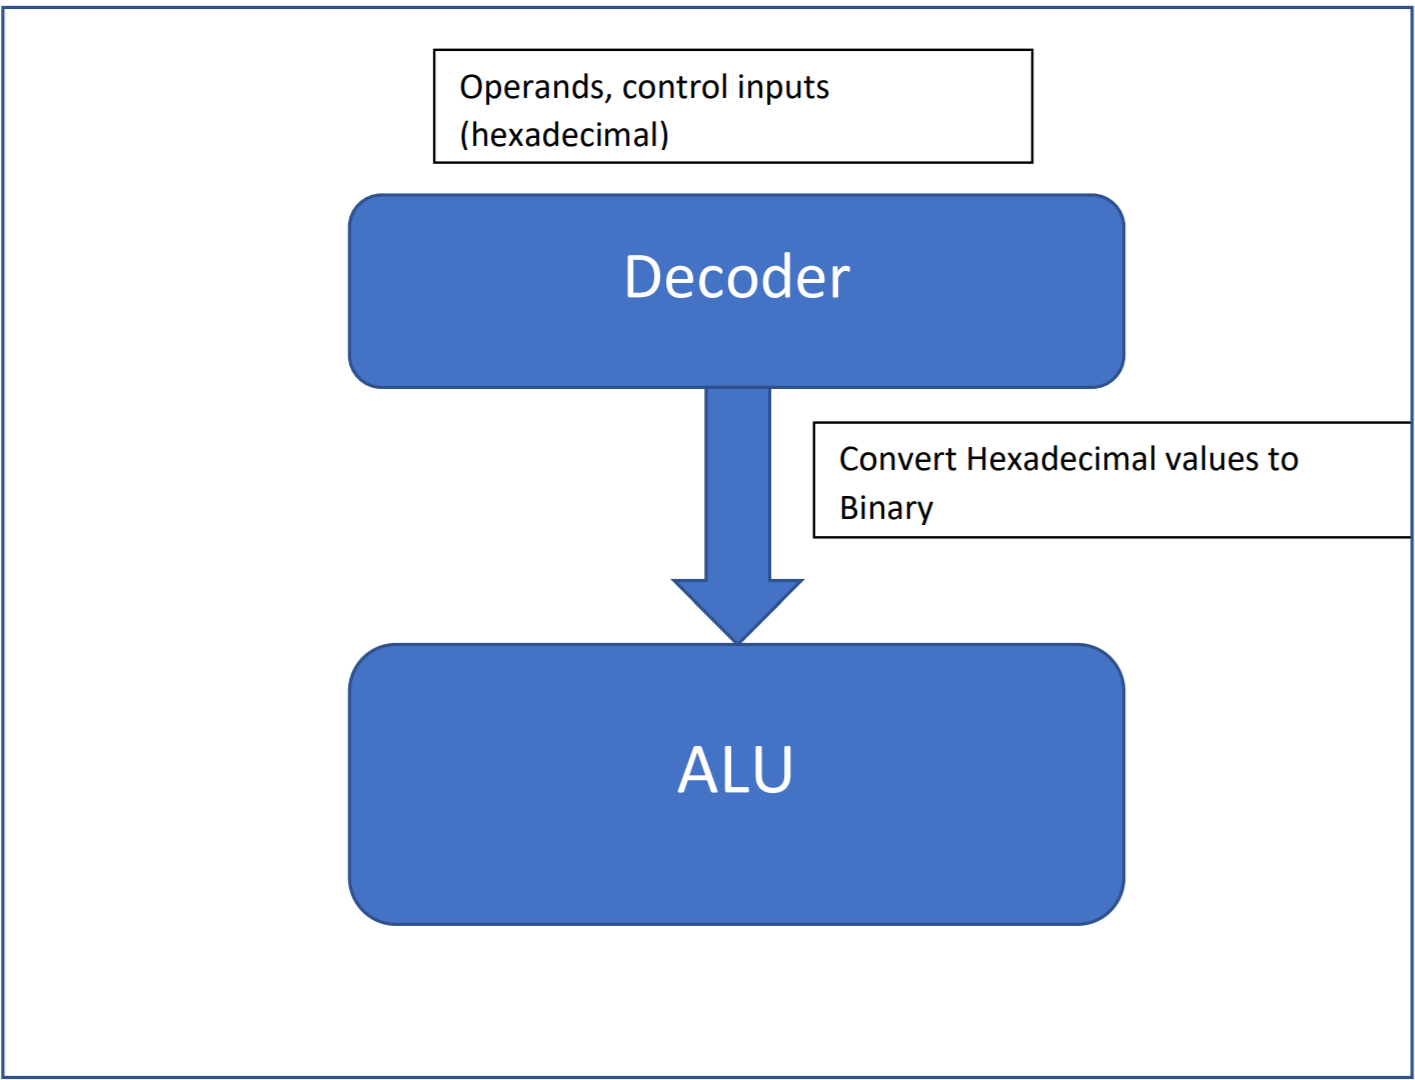 Operands, control inputs
(hexadecimal)
Decoder
Convert Hexadecimal values to
Binary
ALU